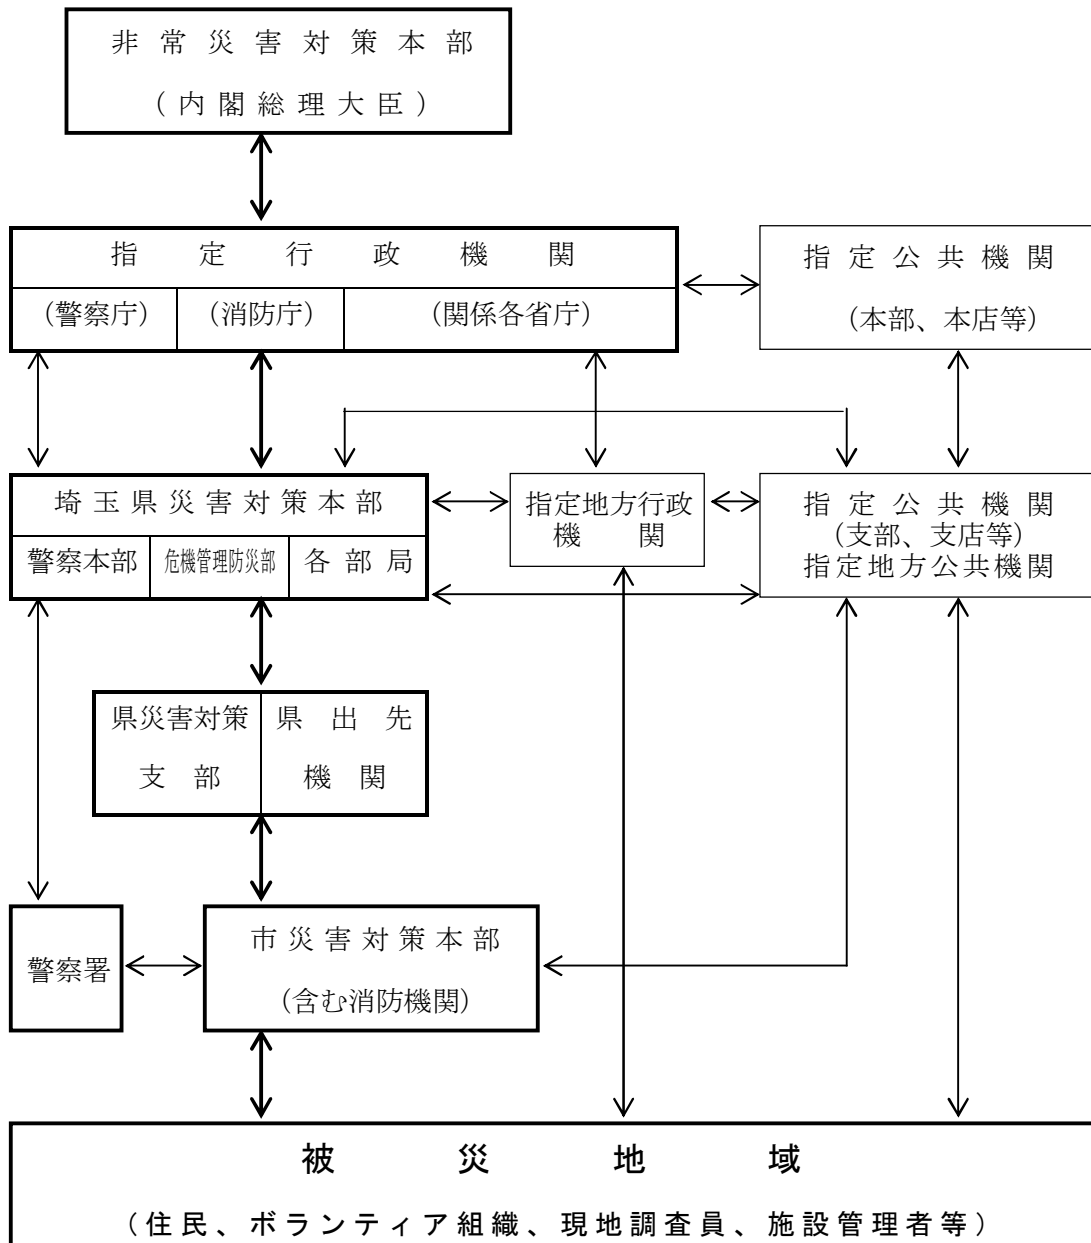 非常災害対策本部
（内閣総理大臣）
指定行政機関
指定公共機関
(警察庁)
(消防庁)
(関係各省庁)
(本部、本店等)
埼玉県災害対策本部
指定地方行政
機関
指定公共機関
(支部、支店等)
指定地方公共機関
警察本部
危機管理防災部
各部局
県災害対策
支部
県出先
機関
警察署
市災害対策本部
(含む消防機関)
被災地域
（住民、ボランティア組織、現地調査員、施設管理者等）